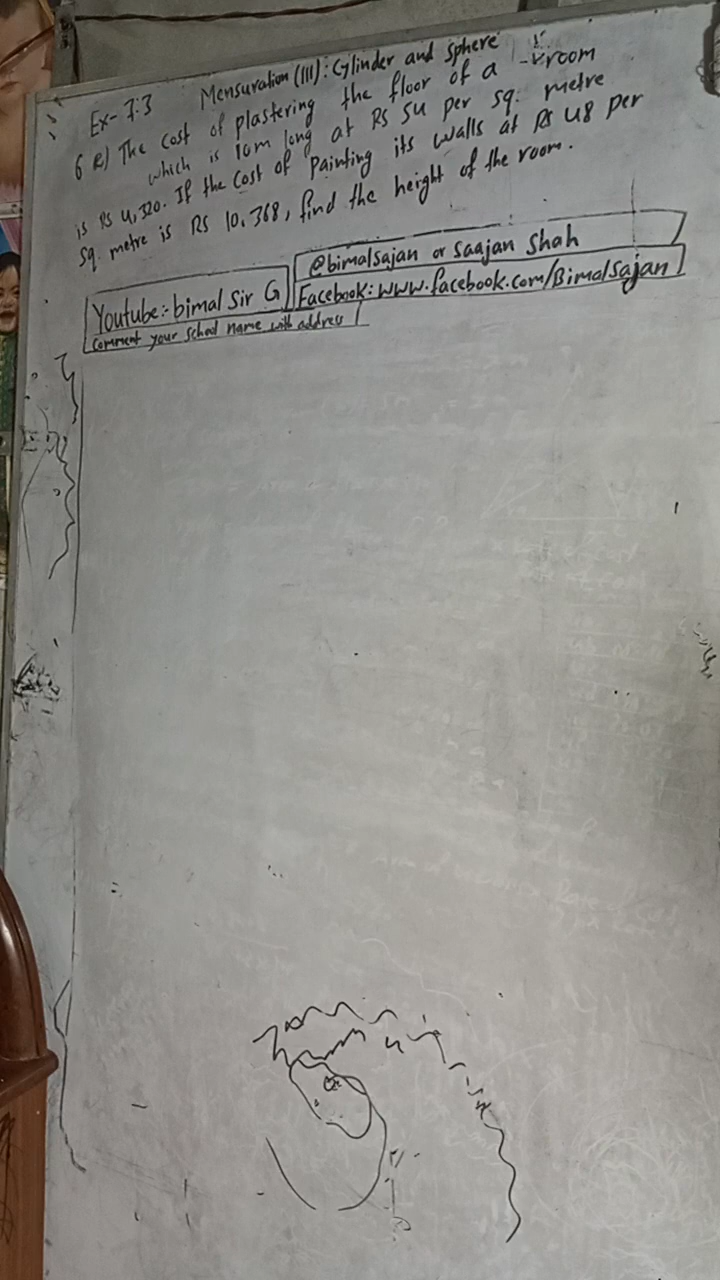 Ex- 7.3 Mensuration (III): Cylinder and sphere
6 e) The cost of plastering the floor of a room
which is 10m long at RS 54 per sq. metre
is RS 4,320. If the cost of painting its walls at RS 48 per
sq. metre is RS 10,368, find the height of the room.
@bimalsajan or Saajan Shah
Youtube:- bimal Sir G
Facebook: www.facebook.com/Bimalsajan
Comment your school name with address